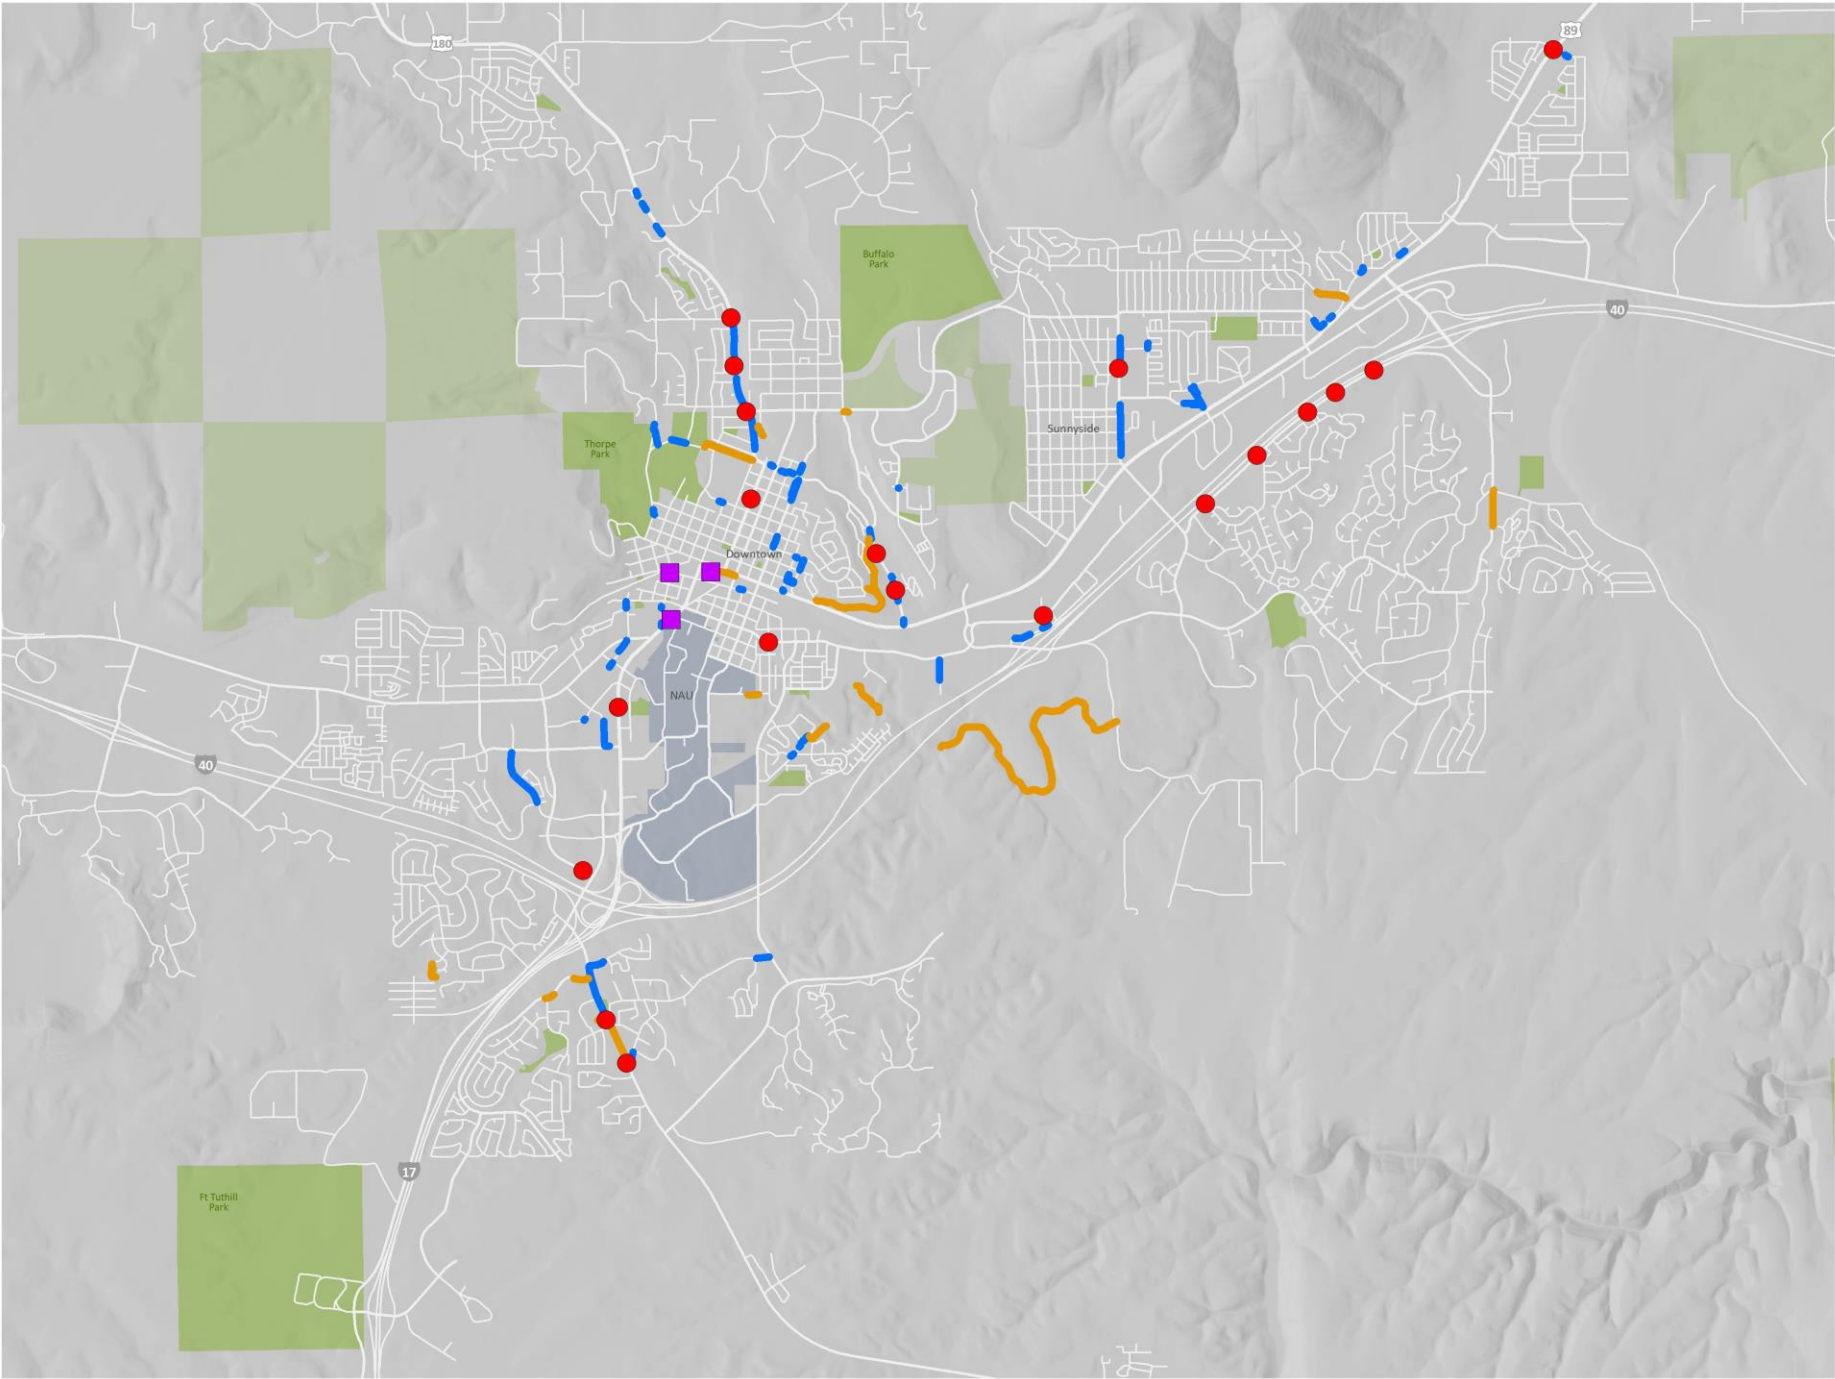 89
180
Buffalo
Park
40
Sunnyside
Thorpe
Park
Downtown
NAU
40
17
Ft Tuthill
Park